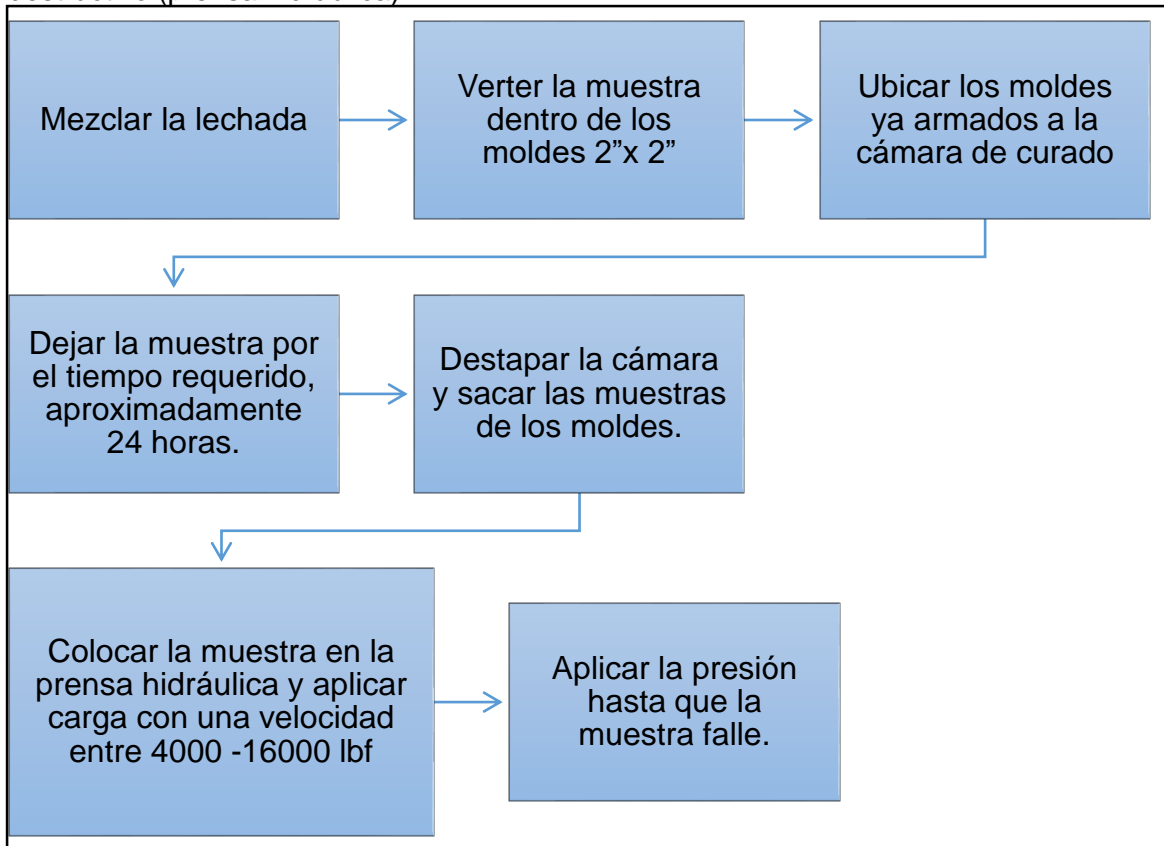 Mezclar la lechada
Verter la muestra
dentro de los
moldes 2”x 2”
Ubicar los moldes
ya armados a la
cámara de curado
Dejar la muestra por
el tiempo requerido,
aproximadamente
24 horas.
Destapar la cámara
y sacar las muestras
de los moldes.
Colocar la muestra en la
prensa hidráulica y aplicar
carga con una velocidad
entre 4000 -16000 lbf
Aplicar la presión
hasta que la
muestra falle.